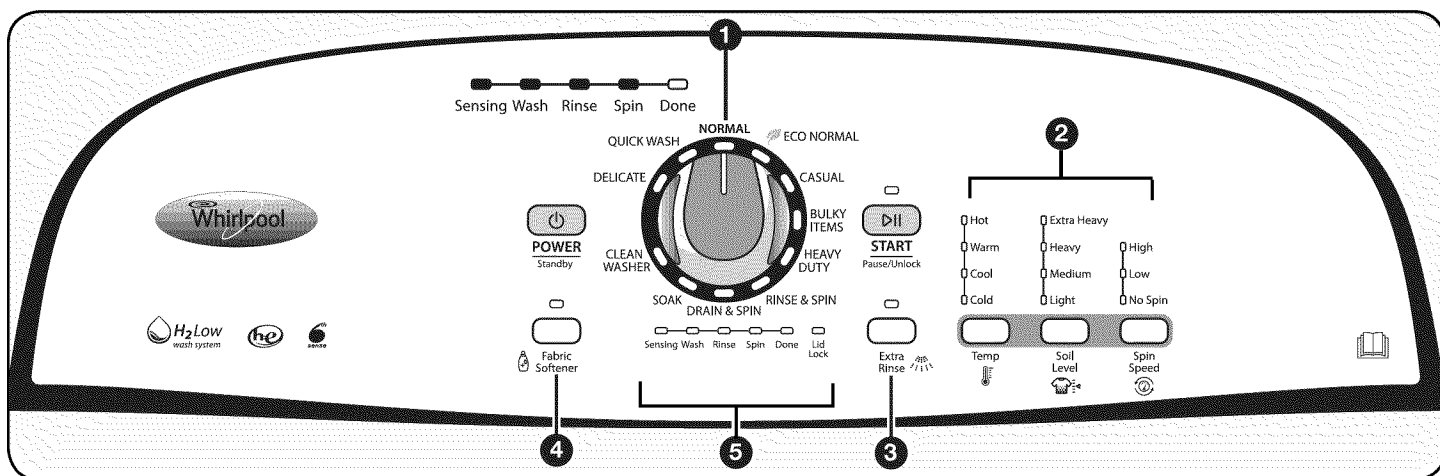 1
Sensing Wash Rinse Spin Done
NORMAL
ECO NORMAL
QUICK WASH
CASUAL
DELICATE
BULKY
ITEMS
HEAVY
DUTY
CLEAN
WASHER
SOAK
DRAIN & SPIN
RINSE & SPIN
Whirlpool
POWER
Standby
START
Pause/Unlock
2
Hot
Warm
Cool
Cold
Extra Heavy
Heavy
Medium
Light
High
Low
No Spin
H2Low
wash system
he
6th
sense
Fabric
Softener
Sensing Wash Rinse Spin Done Lid
Lock
Extra
Rinse
Temp
Soil
Level
Spin
Speed
4
5
3